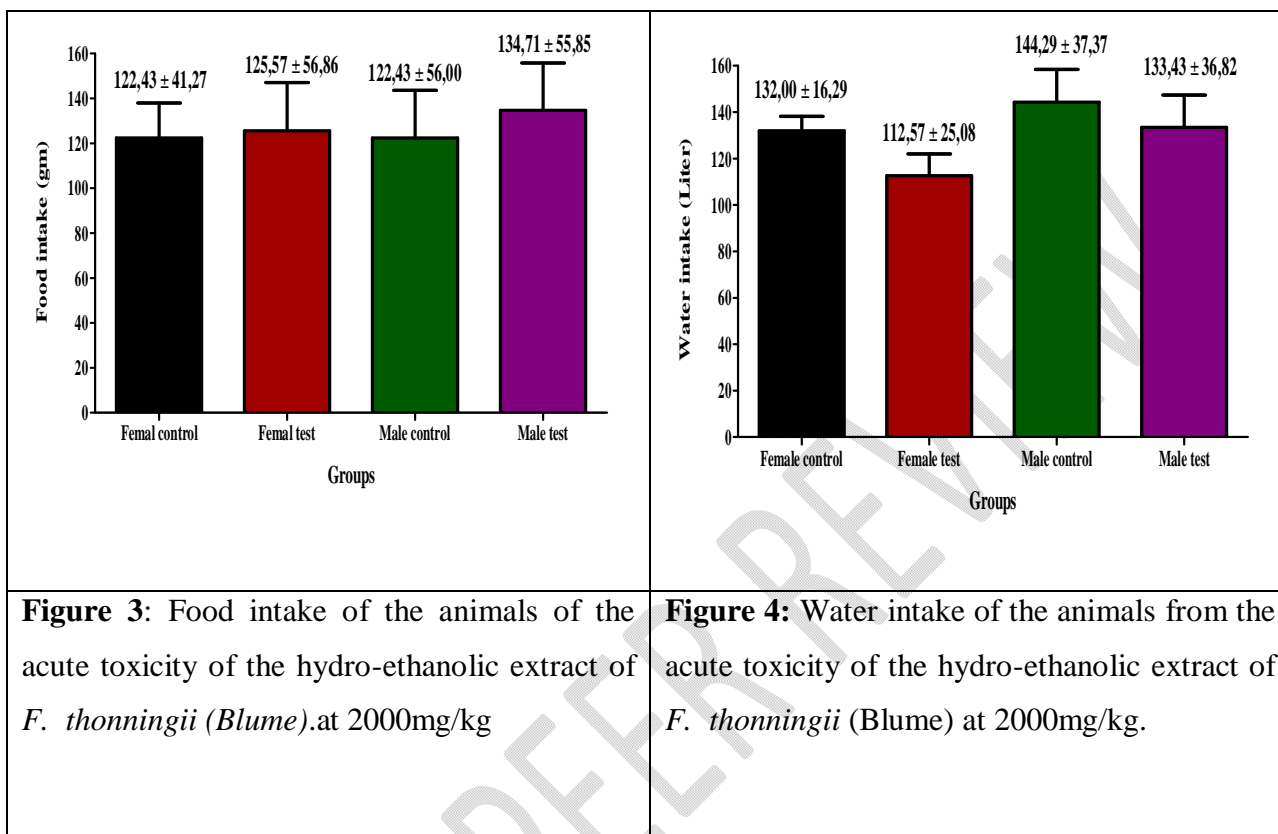 160
140
120
100
80
60
40
20
0
Food intake (gm)
122,43 ± 41,27
125,57 ± 56,86
122,43 ± 56,00
134,71 ± 55,85
Femal control
Femal test
Male control
Male test
Groups
160
140
120
100
80
60
40
20
0
Water intake (Liter)
132,00 ± 16,29
112,57 ± 25,08
144,29 ± 37,37
133,43 ± 36,82
Female control
Female test
Male control
Male test
Groups
Figure 3: Food intake of the animals of the
acute toxicity of the hydro-ethanolic extract of
F. thonningii (Blume).at 2000mg/kg
Figure 4: Water intake of the animals from the
acute toxicity of the hydro-ethanolic extract of
F. thonningii (Blume) at 2000mg/kg.
PEER REVIEW